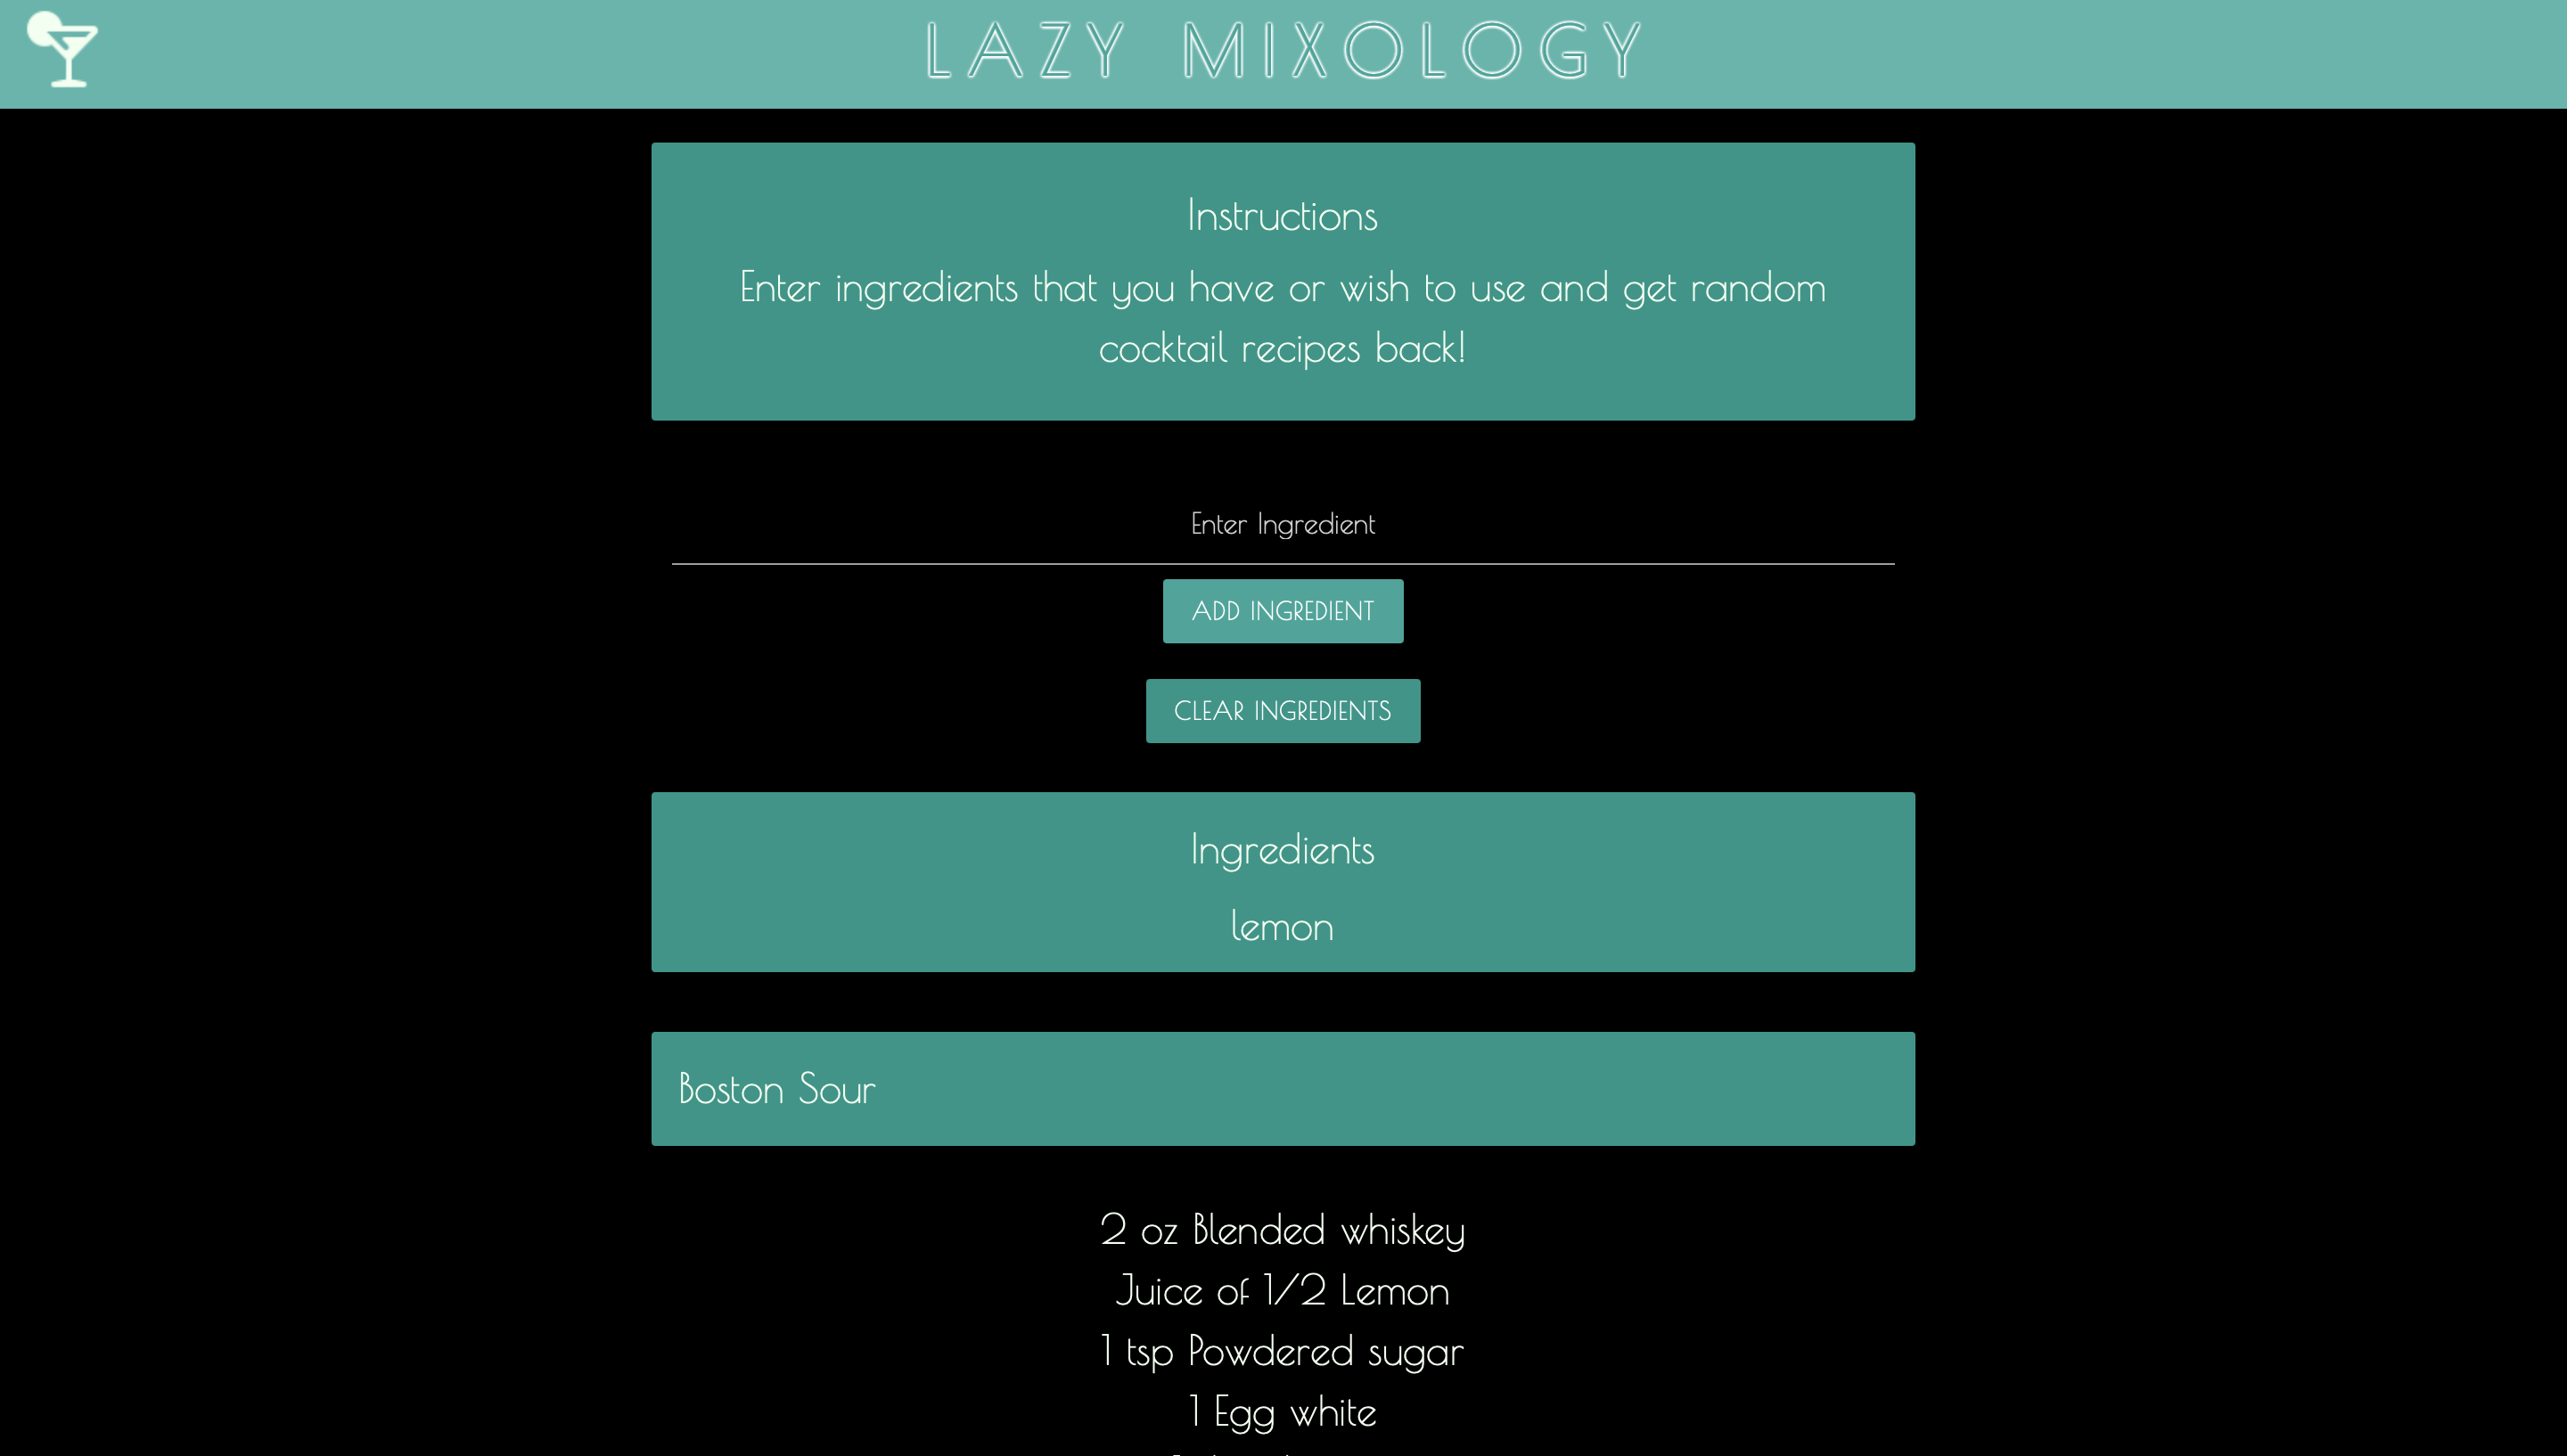 LAZY MIXOLOGY
Instructions
Enter ingredients that you have or wish to use and get random
cocktail recipes back!
Enter Ingredient
ADD INGREDIENT
CLEAR INGREDIENTS
Ingredients
lemon
Boston Sour
2 oz Blended whiskey
Juice of 1/2 Lemon
1 tsp Powdered sugar
1 Egg white